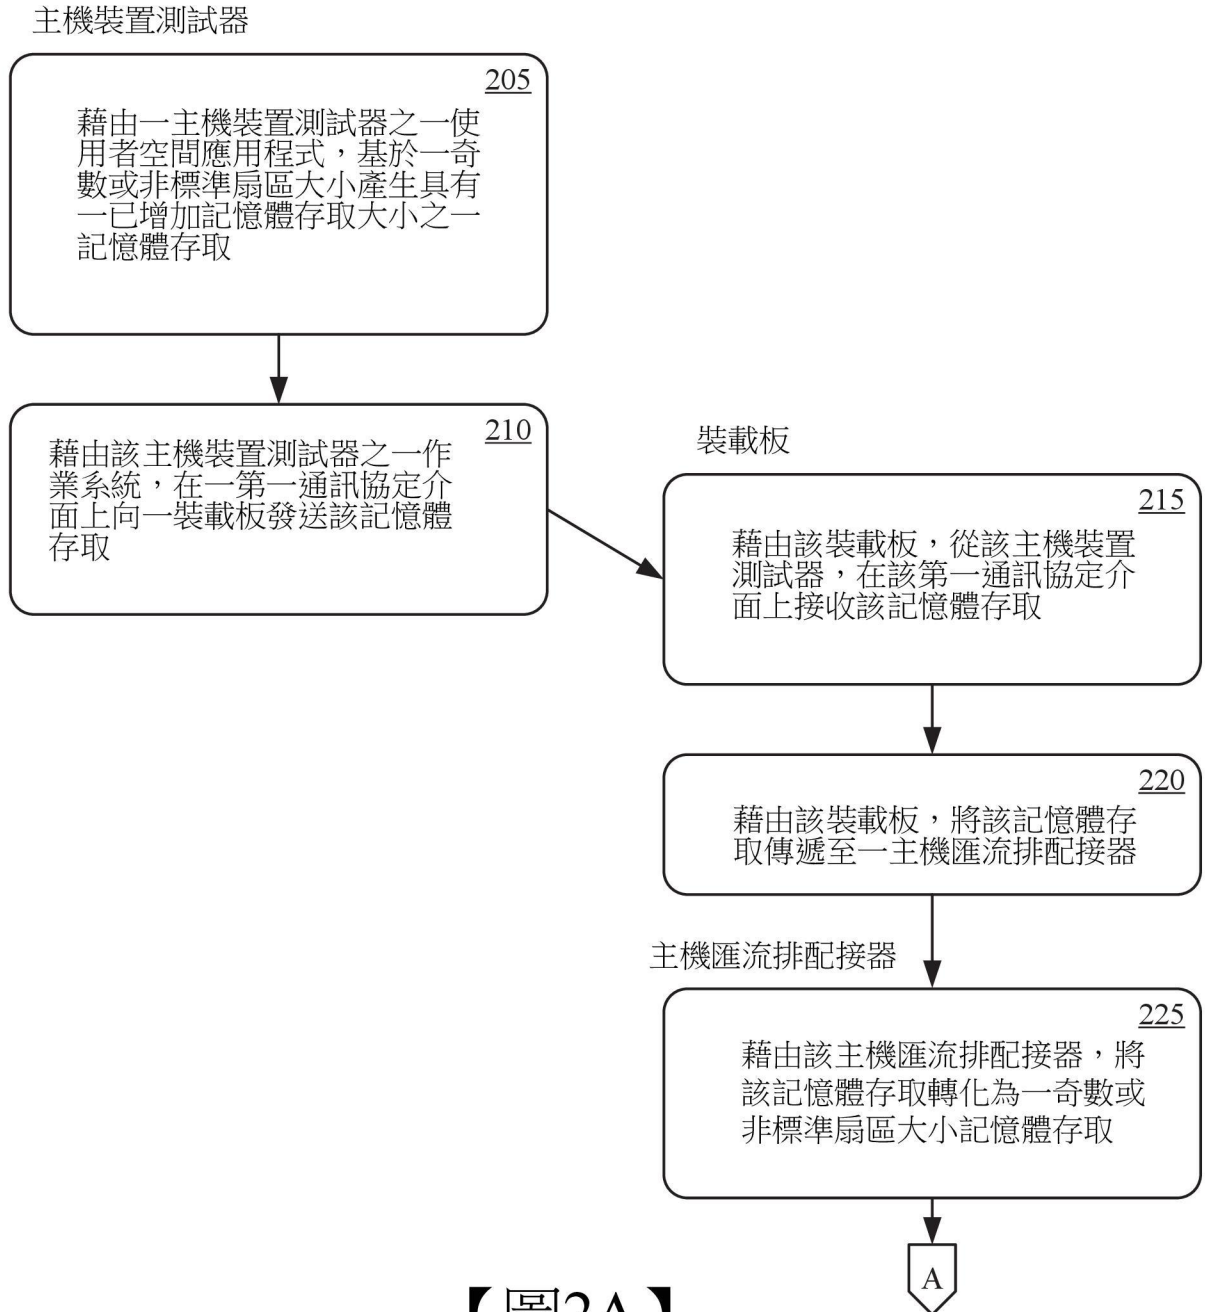 主機裝置測試器
205
藉由一主機裝置測試器之一使
用者空間應用程式，基於一奇
數或非標準扇區大小產生具有
一已增加記憶體存取大小之一
記憶體存取
210
藉由該主機裝置測試器之一作
業系統，在一第一通訊協定介
面上向一裝載板發送該記憶體
存取
裝載板
215
藉由該裝載板，從該主機裝置
測試器，在該第一通訊協定介
面上接收該記憶體存取
220
藉由該裝載板，將該記憶體存
取傳遞至一主機匯流排配接器
主機匯流排配接器
225
藉由該主機匯流排配接器，將
該記憶體存取轉化為一奇數或
非標準扇區大小記憶體存取
A
【圖2A】